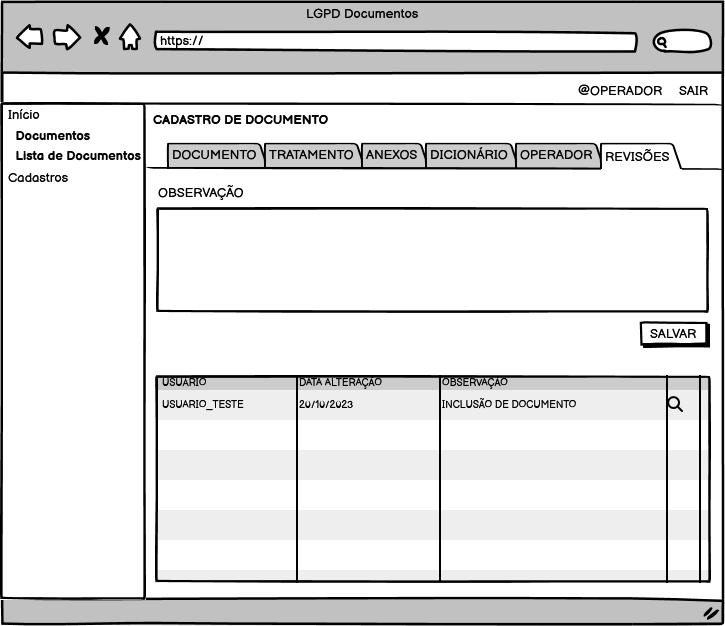 LGPD Documentos
https://
@OPERADOR SAIR
Início
Documentos
Lista de Documentos
Cadastros
CADASTRO DE DOCUMENTO
DOCUMENTO TRATAMENTO ANEXOS DICIONÁRIO OPERADOR REVISÕES
OBSERVAÇÃO
SALVAR
USUARIO DATA ALTERAÇÃO OBSERVAÇÃO
USUARIO_TESTE 20/10/2023 INCLUSÃO DE DOCUMENTO